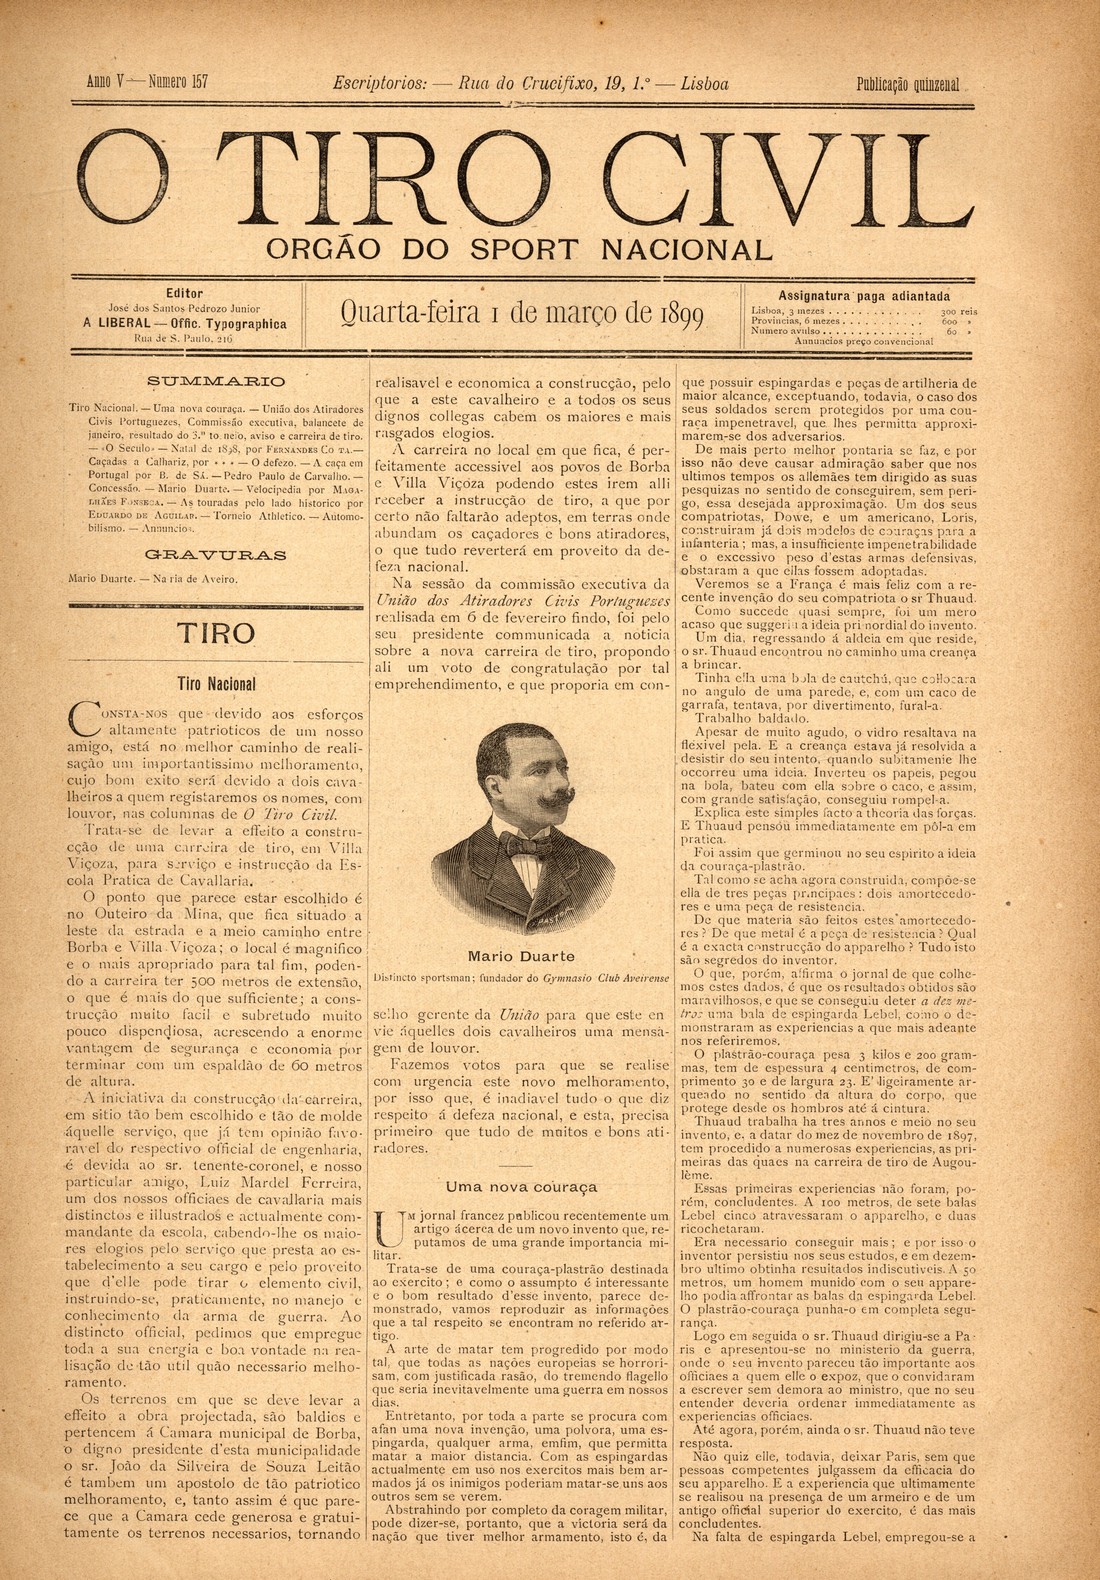 Anno V — Numero 157
Escriptorios: — Rua do Crucifixo, 19, 1.º — Lisboa
Publicação quinzenal
O TIRO CIVIL
ORGÃO DO SPORT NACIONAL
Editor
José dos Santos Pedrozo Junior
A LIBERAL — Offic. Typographica
Rua de S. Paulo, 216
Quarta-feira 1 de março de 1899
Assignatura paga adiantada
Lisboa, 3 mezes . . . . . . . . . . . . 300 reis
Provincias, 6 mezes . . . . . . . . . . 600 »
Numero avulso . . . . . . . . . . . . . 60 »
Annuncios preço convencional
SUMMARIO
Tiro Nacional. — Uma nova couraça. — União dos Atiradores
Civis Portuguezes, Commissão executiva, balancete de
janeiro, resultado do 3.º to neio, aviso e carreira de tiro.
— «O Seculo» — Natal de 1898, por FERNANDES CO TA.—
Caçadas a Calhariz, por * * * — O defezo. — A caça em
Portugal por B. de Sá. — Pedro Paulo de Carvalho. —
Concessão. — Mario Duarte. — Velocipedia por MAGA-
LHÃES FONSECA. — As touradas pelo lado historico por
EDUARDO DE AGUILAR. — Torneio Athletico. — Automo-
bilismo. — Annuncios.
GRAVURAS
Mario Duarte. — Na ria de Aveiro.
TIRO
Tiro Nacional
CONSTA-NOS que devido aos esforços
altamente patrioticos de um nosso
amigo, está no melhor caminho de reali-
sação um importantissimo melhoramento,
cujo bom exito será devido a dois cava-
lheiros a quem registaremos os nomes, com
louvor, nas columnas de O Tiro Civil.
Trata-se de levar a effeito a constru-
cção de uma carreira de tiro, em Villa
Viçoza, para serviço e instrucção da Es-
cola Pratica de Cavallaria.
O ponto que parece estar escolhido é
no Outeiro da Mina, que fica situado a
leste da estrada e a meio caminho entre
Borba e Villa Viçoza; o local é magnifico
e o mais apropriado para tal fim, poden-
do a carreira ter 500 metros de extensão,
o que é mais do que sufficiente; a cons-
trucção muito facil e subretudo muito
pouco dispendiosa, acrescendo a enorme
vantagem de segurança e economia por
terminar com um espaldão de 60 metros
de altura.
A iniciativa da construcção da carreira,
em sitio tão bem escolhido e tão de molde
áquelle serviço, que já tem opinião favo-
ravel do respectivo official de engenharia,
é devida ao sr. tenente-coronel, e nosso
particular amigo, Luiz Mardel Ferreira,
um dos nossos officiaes de cavallaria mais
distinctos e illustrados e actualmente com-
mandante da escola, cabendo-lhe os maio-
res elogios pelo serviço que presta ao es-
tabelecimento a seu cargo e pelo proveito
que d'elle pode tirar o elemento civil,
instruindo-se, praticamente, no manejo e
conhecimento da arma de guerra. Ao
distincto official, pedimos que empregue
toda a sua energia e boa vontade na rea-
lisação de tão util quão necessario melho-
ramento.
Os terrenos em que se deve levar a
effeito a obra projectada, são baldios e
pertencem á Camara municipal de Borba,
o digno presidente d'esta municipalidade
o sr. João da Silveira de Souza Leitão
é tambem um apostolo de tão patriotico
melhoramento, e, tanto assim é que pare-
ce que a Camara cede generosa e gratui-
tamente os terrenos necessarios, tornando
realisavel e economica a construcção, pelo
que a este cavalheiro e a todos os seus
dignos collegas cabem os maiores e mais
rasgados elogios.
A carreira no local em que fica, é per-
feitamente accessivel aos povos de Borba
e Villa Viçoza podendo estes irem alli
receber a instrucção de tiro, a que por
certo não faltarão adeptos, em terras onde
abundam os caçadores e bons atiradores,
o que tudo reverterá em proveito da de-
feza nacional.
Na sessão da commissão executiva da
União dos Atiradores Civis Portuguezes
realisada em 6 de fevereiro findo, foi pelo
seu presidente communicada a noticia
sobre a nova carreira de tiro, propondo
ali um voto de congratulação por tal
emprehendimento, e que proporia em con-
Mario Duarte
Distincto sportsman; fundador do Gymnasio Club Aveirense
selho gerente da União para que este en
vie áquelles dois cavalheiros uma mensa-
gem de louvor.
Fazemos votos para que se realise
com urgencia este novo melhoramento,
por isso que, é inadiavel tudo o que diz
respeito á defeza nacional, e esta, precisa
primeiro que tudo de muitos e bons ati-
radores.
Uma nova couraça
UM jornal francez publicou recentemente um
artigo ácerca de um novo invento que, re-
putamos de uma grande importancia mi-
litar.
Trata-se de uma couraça-plastrão destinada
ao exercito; e como o assumpto é interessante
e o bom resultado d'esse invento, parece de-
monstrado, vamos reproduzir as informações
que a tal respeito se encontram no referido ar-
tigo.
A arte de matar tem progredido por modo
tal, que todas as nações europeias se horrori-
sam, com justificada rasão, do tremendo flagello
que seria inevitavelmente uma guerra em nossos
dias.
Entretanto, por toda a parte se procura com
afan uma nova invenção, uma polvora, uma es-
pingarda, qualquer arma, emfim, que permitta
matar a maior distancia. Com as espingardas
actualmente em uso nos exercitos mais bem ar-
mados já os inimigos poderiam matar-se uns aos
outros sem se verem.
Abstrahindo por completo da coragem militar,
pode dizer-se, portanto, que a victoria será da
nação que tiver melhor armamento, isto é, da
que possuir espingardas e peças de artilheria de
maior alcance, exceptuando, todavia, o caso dos
seus soldados serem protegidos por uma cou-
raça impenetravel, que lhes permitta approxi-
marem-se dos adversarios.
De mais perto melhor pontaria se faz, e por
isso não deve causar admiração saber que nos
ultimos tempos os allemães tem dirigido as suas
pesquizas no sentido de conseguirem, sem peri-
go, essa desejada approximação. Um dos seus
compatriotas, Dowe, e um americano, Loris,
construiram já dois modelos de couraças para a
infanteria; mas, a insufficiente impenetrabilidade
e o excessivo peso d'estas armas defensivas,
obstaram a que ellas fossem adoptadas.
Veremos se a França é mais feliz com a re-
cente invenção do seu compatriota o sr Thuaud.
Como succede quasi sempre, foi um mero
acaso que suggeriu a ideia primordial do invento.
Um dia, regressando á aldeia em que reside,
o sr. Thuaud encontrou no caminho uma creança
a brincar.
Tinha ella uma bola de cautchú, que collocara
no angulo de uma parede, e, com um caco de
garrafa, tentava, por divertimento, fural-a.
Trabalho baldado.
Apesar de muito agudo, o vidro resaltava na
flexivel pela. E a creança estava já resolvida a
desistir do seu intento, quando subitamente lhe
occorreu uma ideia. Inverteu os papeis, pegou
na bola, bateu com ella sobre o caco, e assim,
com grande satisfação, conseguiu rompel-a.
Explica este simples facto a theoria das forças.
E Thuaud pensou immediatamente em pôl-a em
pratica.
Foi assim que germinou no seu espirito a ideia
da couraça-plastrão.
Tal como se acha agora construida, compõe-se
ella de tres peças principaes: dois amortecedo-
res e uma peça de resistencia.
De que materia são feitos estes amortecedo-
res? De que metal é a peça de resistencia? Qual
é a exacta construcção do apparelho? Tudo isto
são segredos do inventor.
O que, porém, affirma o jornal de que colhe-
mos estes dados, é que os resultados obtidos são
maravilhosos, e que se conseguiu deter a dez me-
tros uma bala de espingarda Lebel, como o de-
monstraram as experiencias a que mais adeante
nos referiremos.
O plastrão-couraça pesa 3 kilos e 200 gram-
mas, tem de espessura 4 centimetros, de com-
primento 30 e de largura 23. E' ligeiramente ar-
queado no sentido da altura do corpo, que
protege desde os hombros até á cintura.
Thuaud trabalha ha tres annos e meio no seu
invento, e, a datar do mez de novembro de 1897,
tem procedido a numerosas experiencias, as pri-
meiras das quaes na carreira de tiro de Augou-
lème.
Essas primeiras experiencias não foram, po-
rém, concludentes. A 100 metros, de sete balas
Lebel cinco atravessaram o apparelho, e duas
ricochetaram.
Era necessario conseguir mais; e por isso o
inventor persistiu nos seus estudos, e em dezem-
bro ultimo obtinha resultados indiscutiveis. A 50
metros, um homem munido com o seu appare-
lho podia affrontar as balas da espingarda Lebel.
O plastrão-couraça punha-o em completa segu-
rança.
Logo em seguida o sr. Thuaud dirigiu-se a Pa-
ris e apresentou-se no ministerio da guerra,
onde o seu invento pareceu tão importante aos
officiaes a quem elle o expoz, que o convidaram
a escrever sem demora ao ministro, que no seu
entender deveria ordenar immediatamente as
experiencias officiaes.
Até agora, porém, ainda o sr. Thuaud não teve
resposta.
Não quiz elle, todavia, deixar Paris, sem que
pessoas competentes julgassem da efficacia do
seu apparelho. E a experiencia que ultimamente
se realisou na presença de um armeiro e de um
antigo official superior do exercito, é das mais
concludentes.
Na falta de espingarda Lebel, empregou-se a